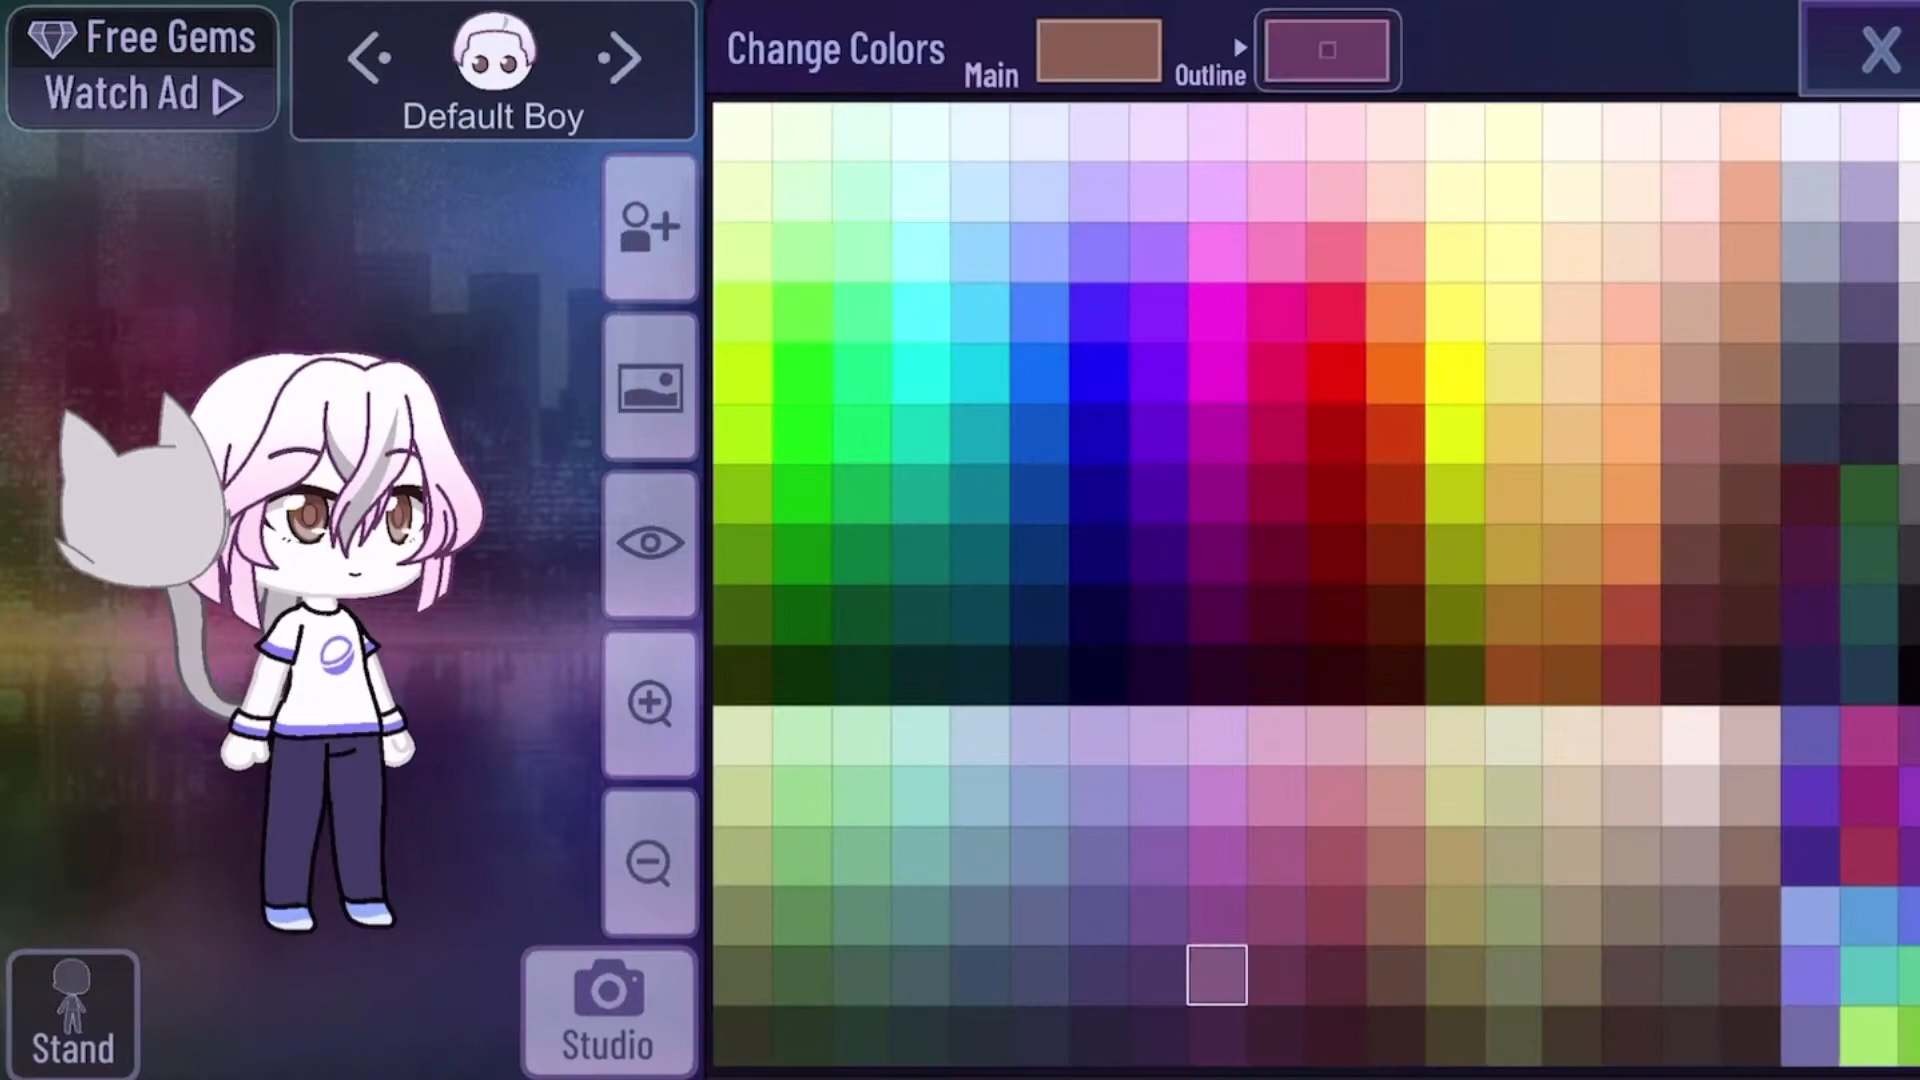 Free Gems
Watch Ad
Default Boy
Change Colors
Main
Outline
X
Stand
Studio